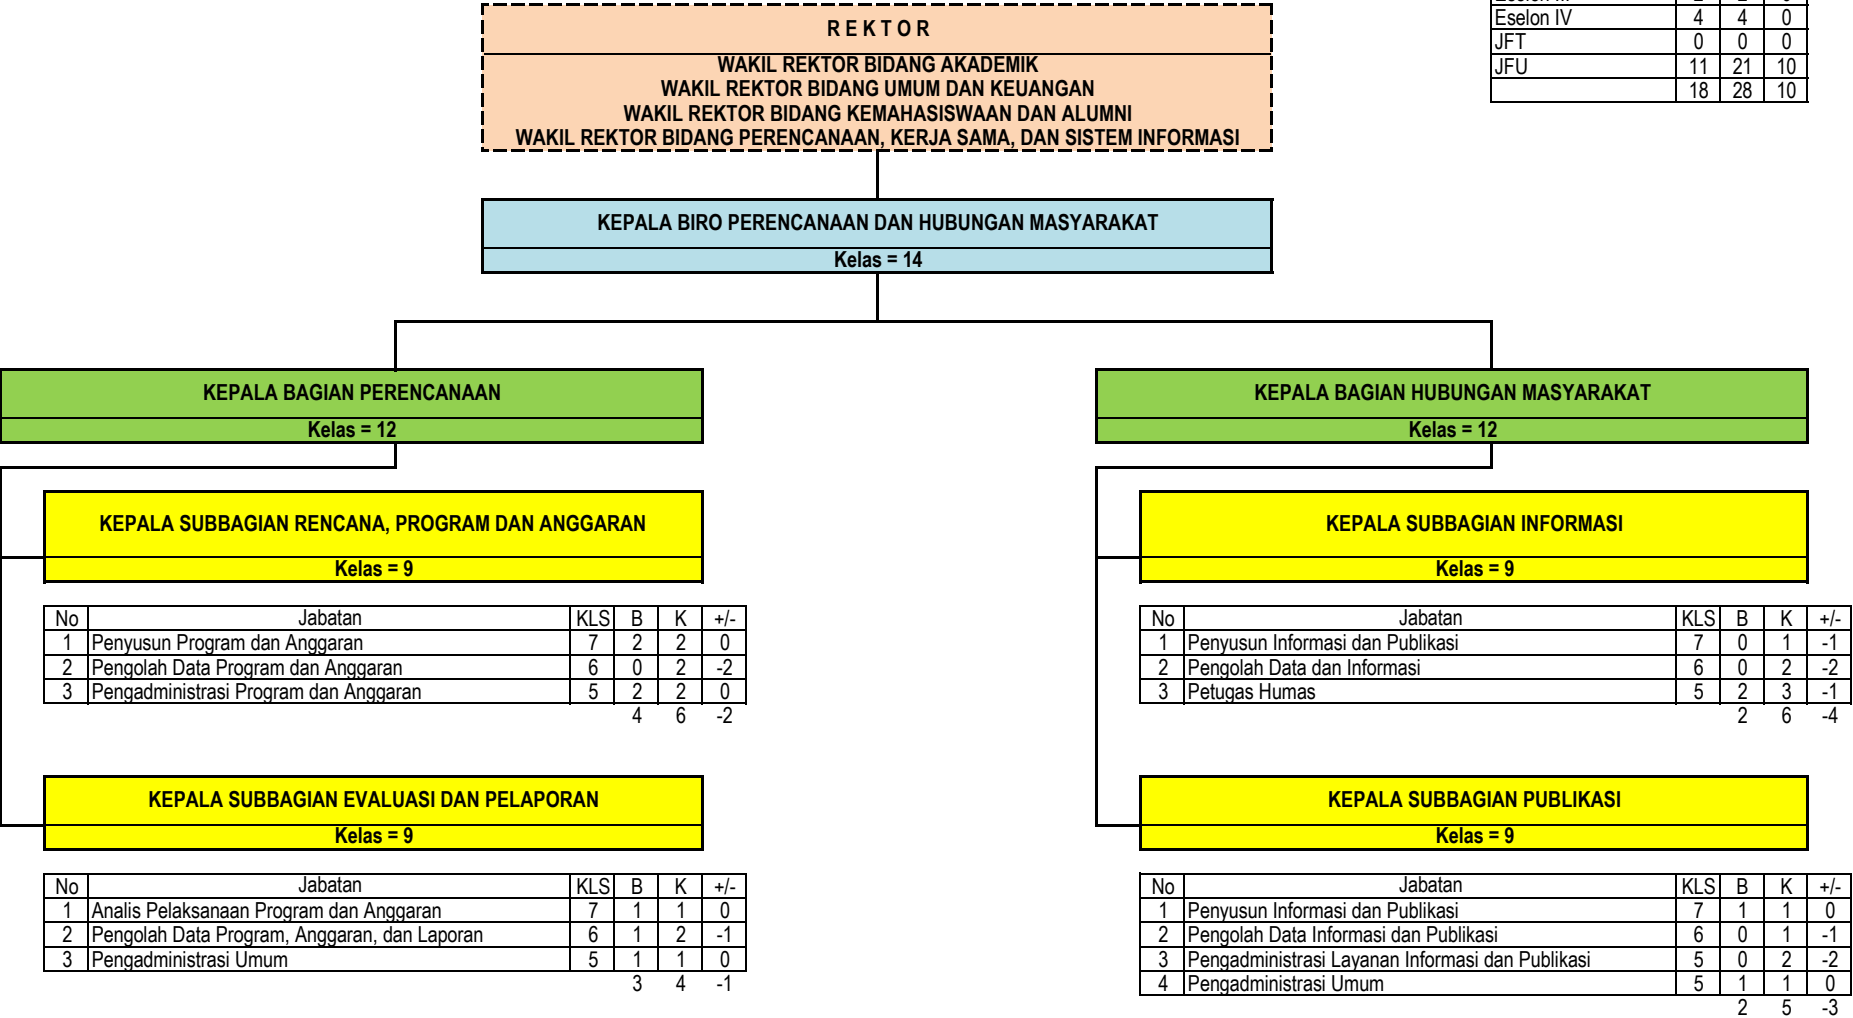 R E K T O R
WAKIL REKTOR BIDANG AKADEMIK
WAKIL REKTOR BIDANG UMUM DAN KEUANGAN
WAKIL REKTOR BIDANG KEMAHASISWAAN DAN ALUMNI
WAKIL REKTOR BIDANG PERENCANAAN, KERJA SAMA, DAN SISTEM INFORMASI
Eselon IV 4 4 0
JFT 0 0 0
JFU 11 21 10
18 28 10
KEPALA BIRO PERENCANAAN DAN HUBUNGAN MASYARAKAT
Kelas = 14
KEPALA BAGIAN PERENCANAAN
Kelas = 12
KEPALA SUBBAGIAN RENCANA, PROGRAM DAN ANGGARAN
Kelas = 9
No Jabatan KLS B K +/-
1 Penyusun Program dan Anggaran 7 2 2 0
2 Pengolah Data Program dan Anggaran 6 0 2 -2
3 Pengadministrasi Program dan Anggaran 5 2 2 0
4 6 -2
KEPALA SUBBAGIAN EVALUASI DAN PELAPORAN
Kelas = 9
No Jabatan KLS B K +/-
1 Analis Pelaksanaan Program dan Anggaran 7 1 1 0
2 Pengolah Data Program, Anggaran, dan Laporan 6 1 2 -1
3 Pengadministrasi Umum 5 1 1 0
3 4 -1
KEPALA BAGIAN HUBUNGAN MASYARAKAT
Kelas = 12
KEPALA SUBBAGIAN INFORMASI
Kelas = 9
No Jabatan KLS B K +/-
1 Penyusun Informasi dan Publikasi 7 0 1 -1
2 Pengolah Data dan Informasi 6 0 2 -2
3 Petugas Humas 5 2 3 -1
2 6 -4
KEPALA SUBBAGIAN PUBLIKASI
Kelas = 9
No Jabatan KLS B K +/-
1 Penyusun Informasi dan Publikasi 7 1 1 0
2 Pengolah Data Informasi dan Publikasi 6 0 1 -1
3 Pengadministrasi Layanan Informasi dan Publikasi 5 0 2 -2
4 Pengadministrasi Umum 5 1 1 0
2 5 -3